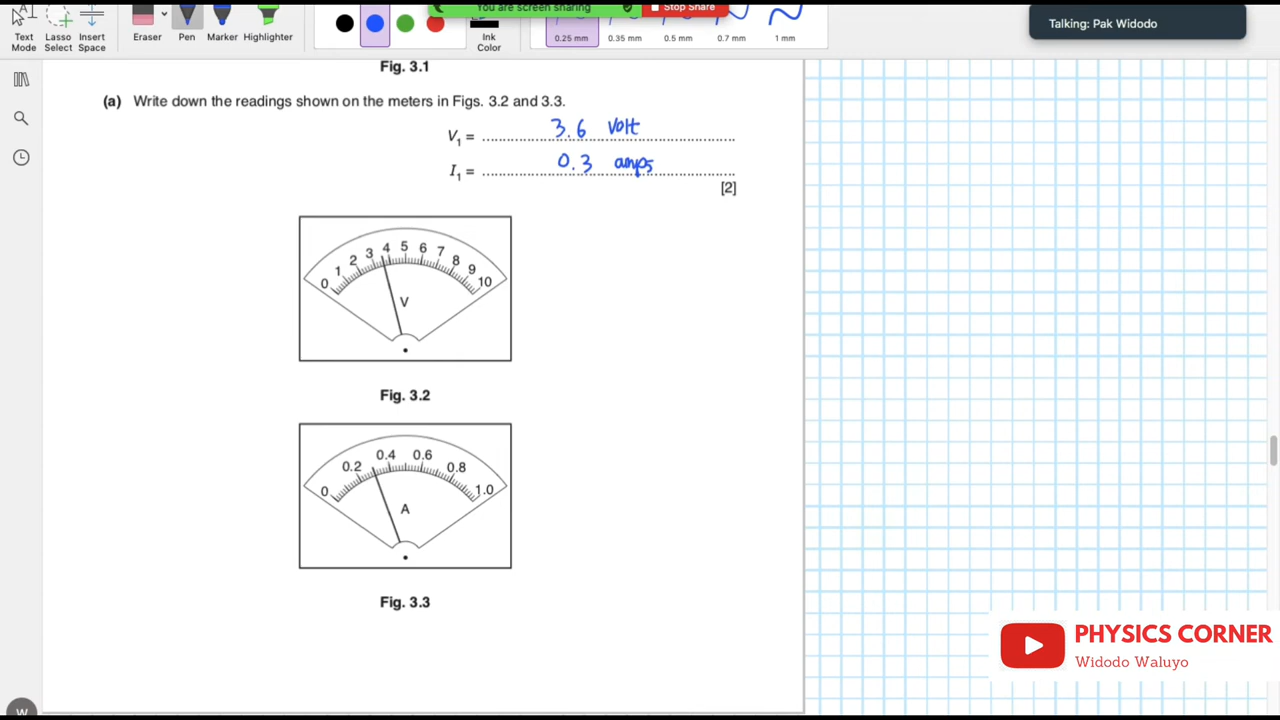 You are screen sharing
Stop Share
Talking: Pak Widodo
Text Mode
Lasso Select
Insert Space
Eraser
Pen
Marker
Highlighter
Ink Color
0.25 mm
0.35 mm
0.5 mm
0.7 mm
1 mm
Fig. 3.1
(a) Write down the readings shown on the meters in Figs. 3.2 and 3.3.
V1 = 3.6 volt
I1 = 0.3 amps
[2]
0 1 2 3 4 5 6 7 8 9 10
V
Fig. 3.2
0 0.2 0.4 0.6 0.8 1.0
A
Fig. 3.3
PHYSICS CORNER
Widodo Waluyo
W